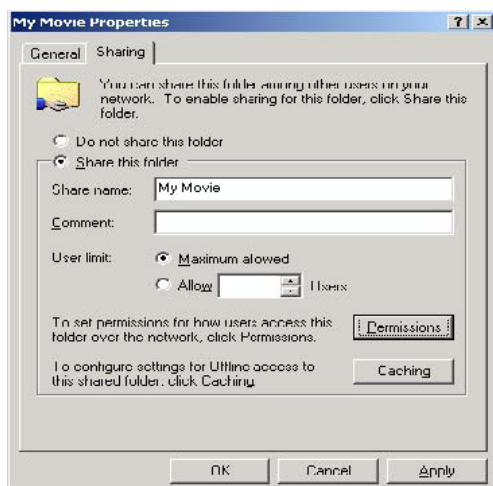 My Movie Properties
? X
General Sharing
You can share this folder among other users on your
network. To enable sharing for this folder, click Share this
folder.
Do not share this folder
Share this folder
Share name: My Movie
Comment:
User limit: Maximum allowed
Allow Users
To set permissions for how users access this
folder over the network, click Permissions.
Permissions
To configure settings for Offline access to
this shared folder, click Caching
Caching
OK Cancel Apply